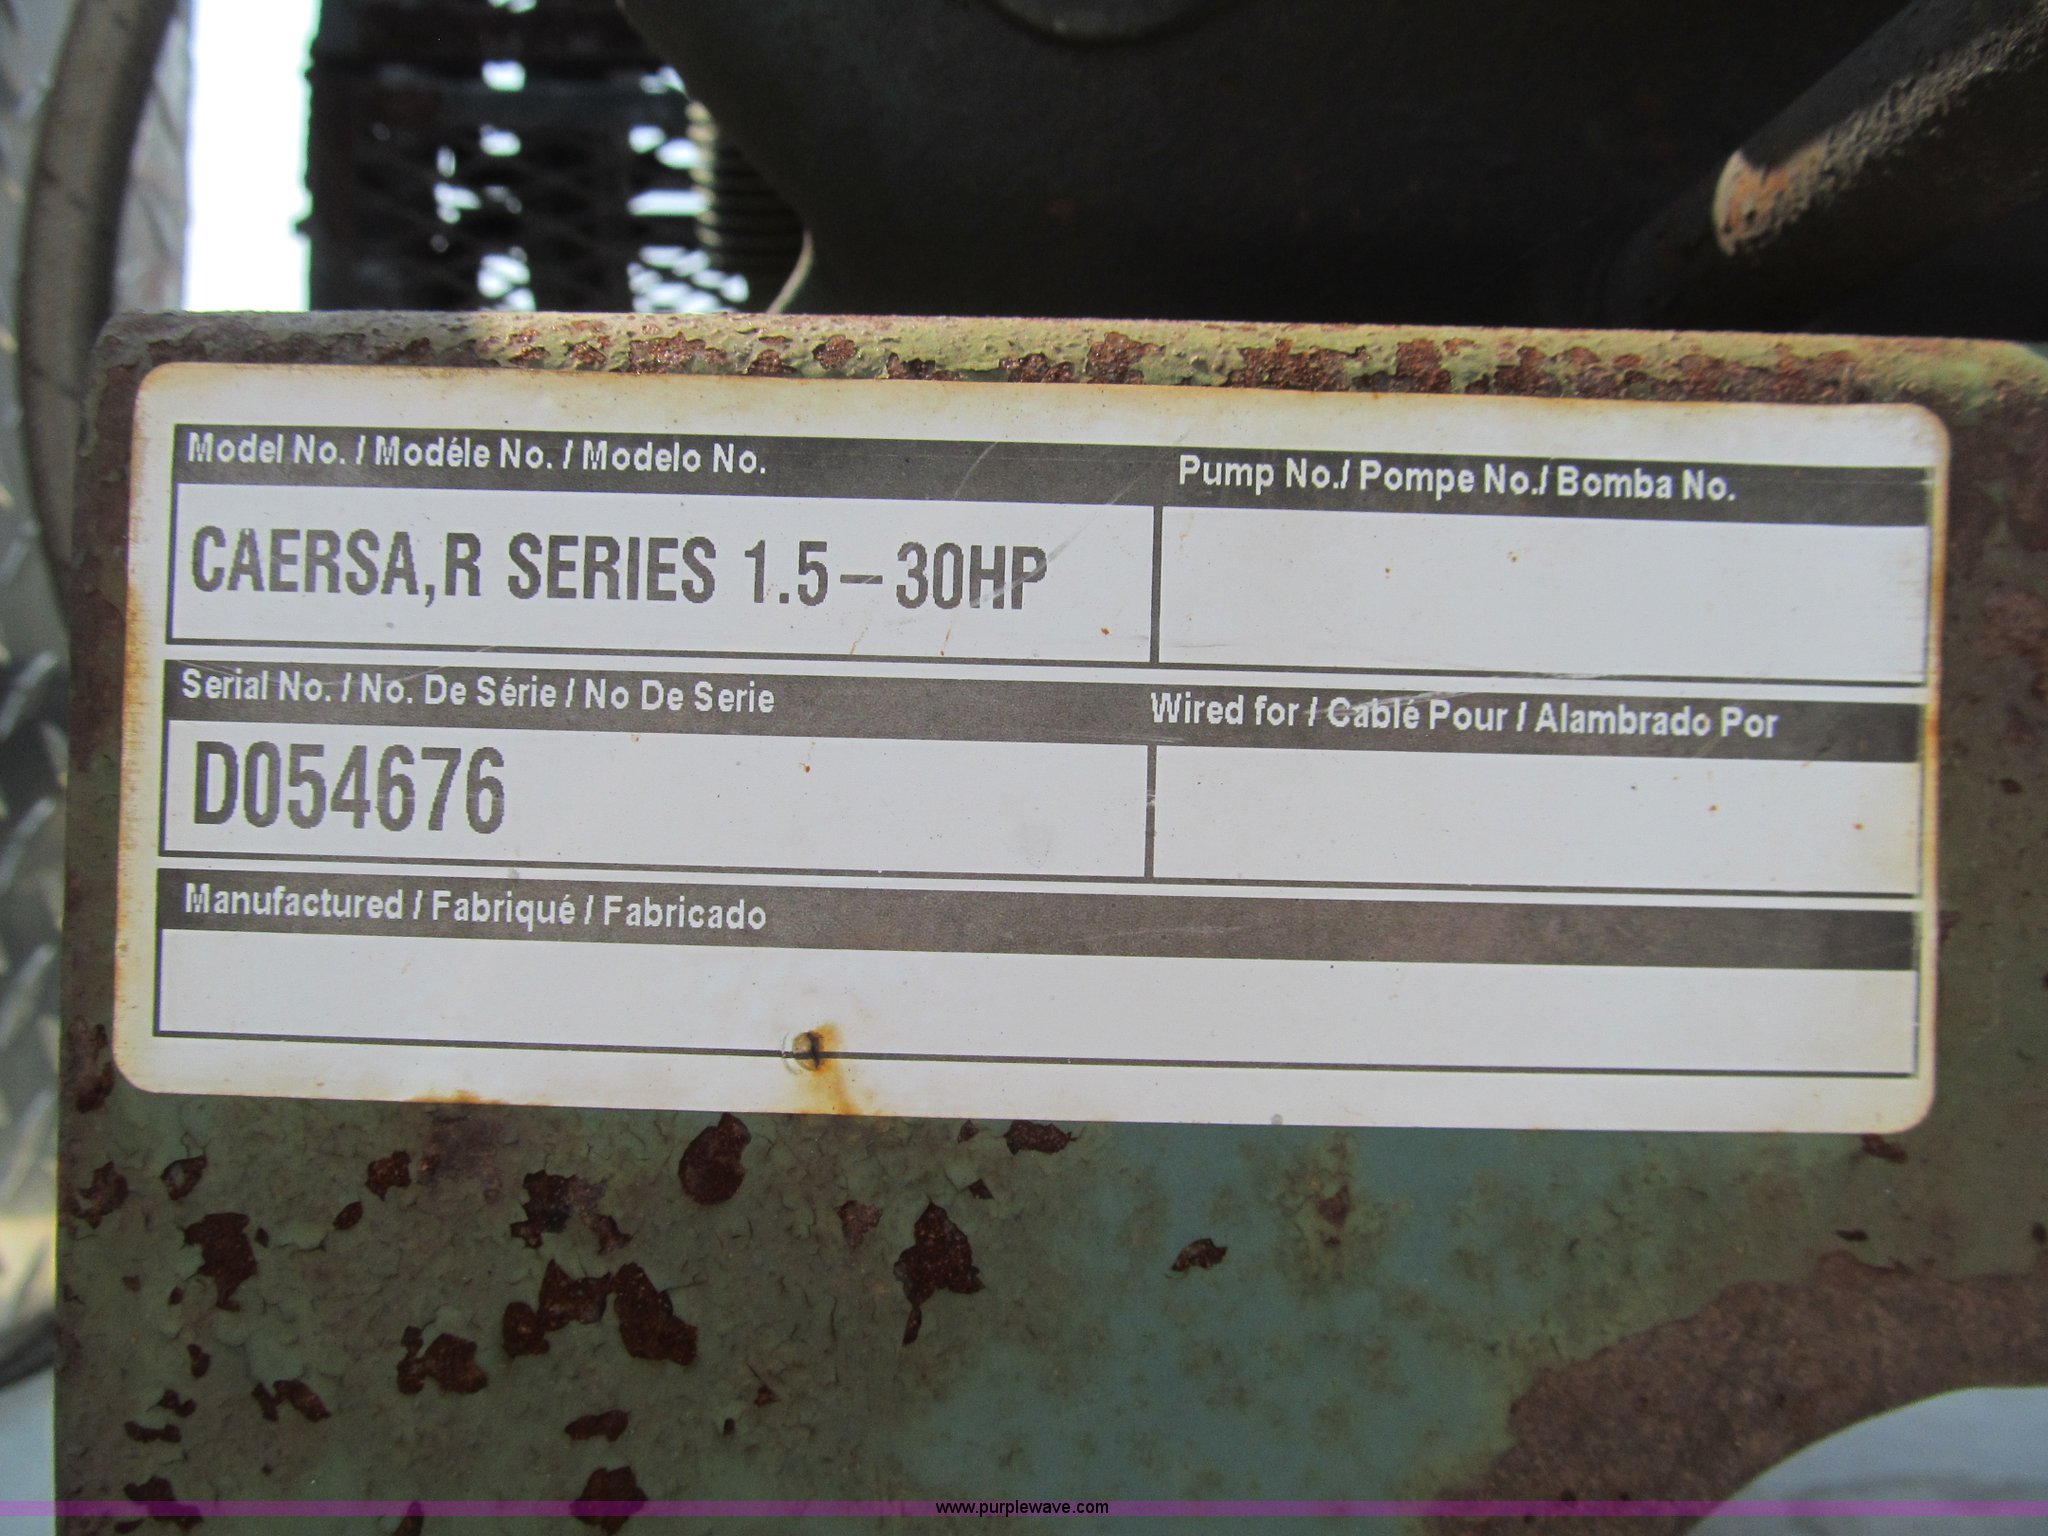 Model No. / Modéle No. / Modelo No.
Pump No./ Pompe No./ Bomba No.
CAERSA,R SERIES 1.5-30HP
Serial No. / No. De Série / No De Serie
Wired for / Cablé Pour / Alambrado Por
D054676
Manufactured / Fabriqué / Fabricado
www.purplewave.com